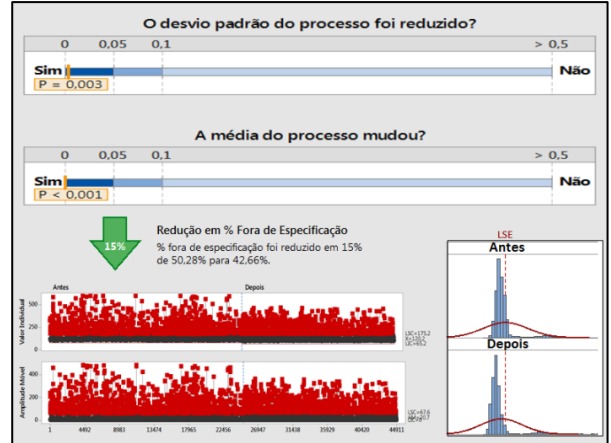 O desvio padrão do processo foi reduzido?
0 0,05 0,1 > 0,5
Sim Não
P = 0,003
A média do processo mudou?
0 0,05 0,1 > 0,5
Sim Não
P < 0,001
15%
Redução em % Fora de Especificação
% fora de especificação foi reduzido em 15%
de 50,28% para 42,66%.
LSE
Antes
Depois
Antes Depois
Valor Individual
500
250
0
LSC=175,2
Amplitude Móvel
400
200
0
LSC=67,6
1 4492 8983 13474 17965 22456 26947 31438 35929 40420 44911